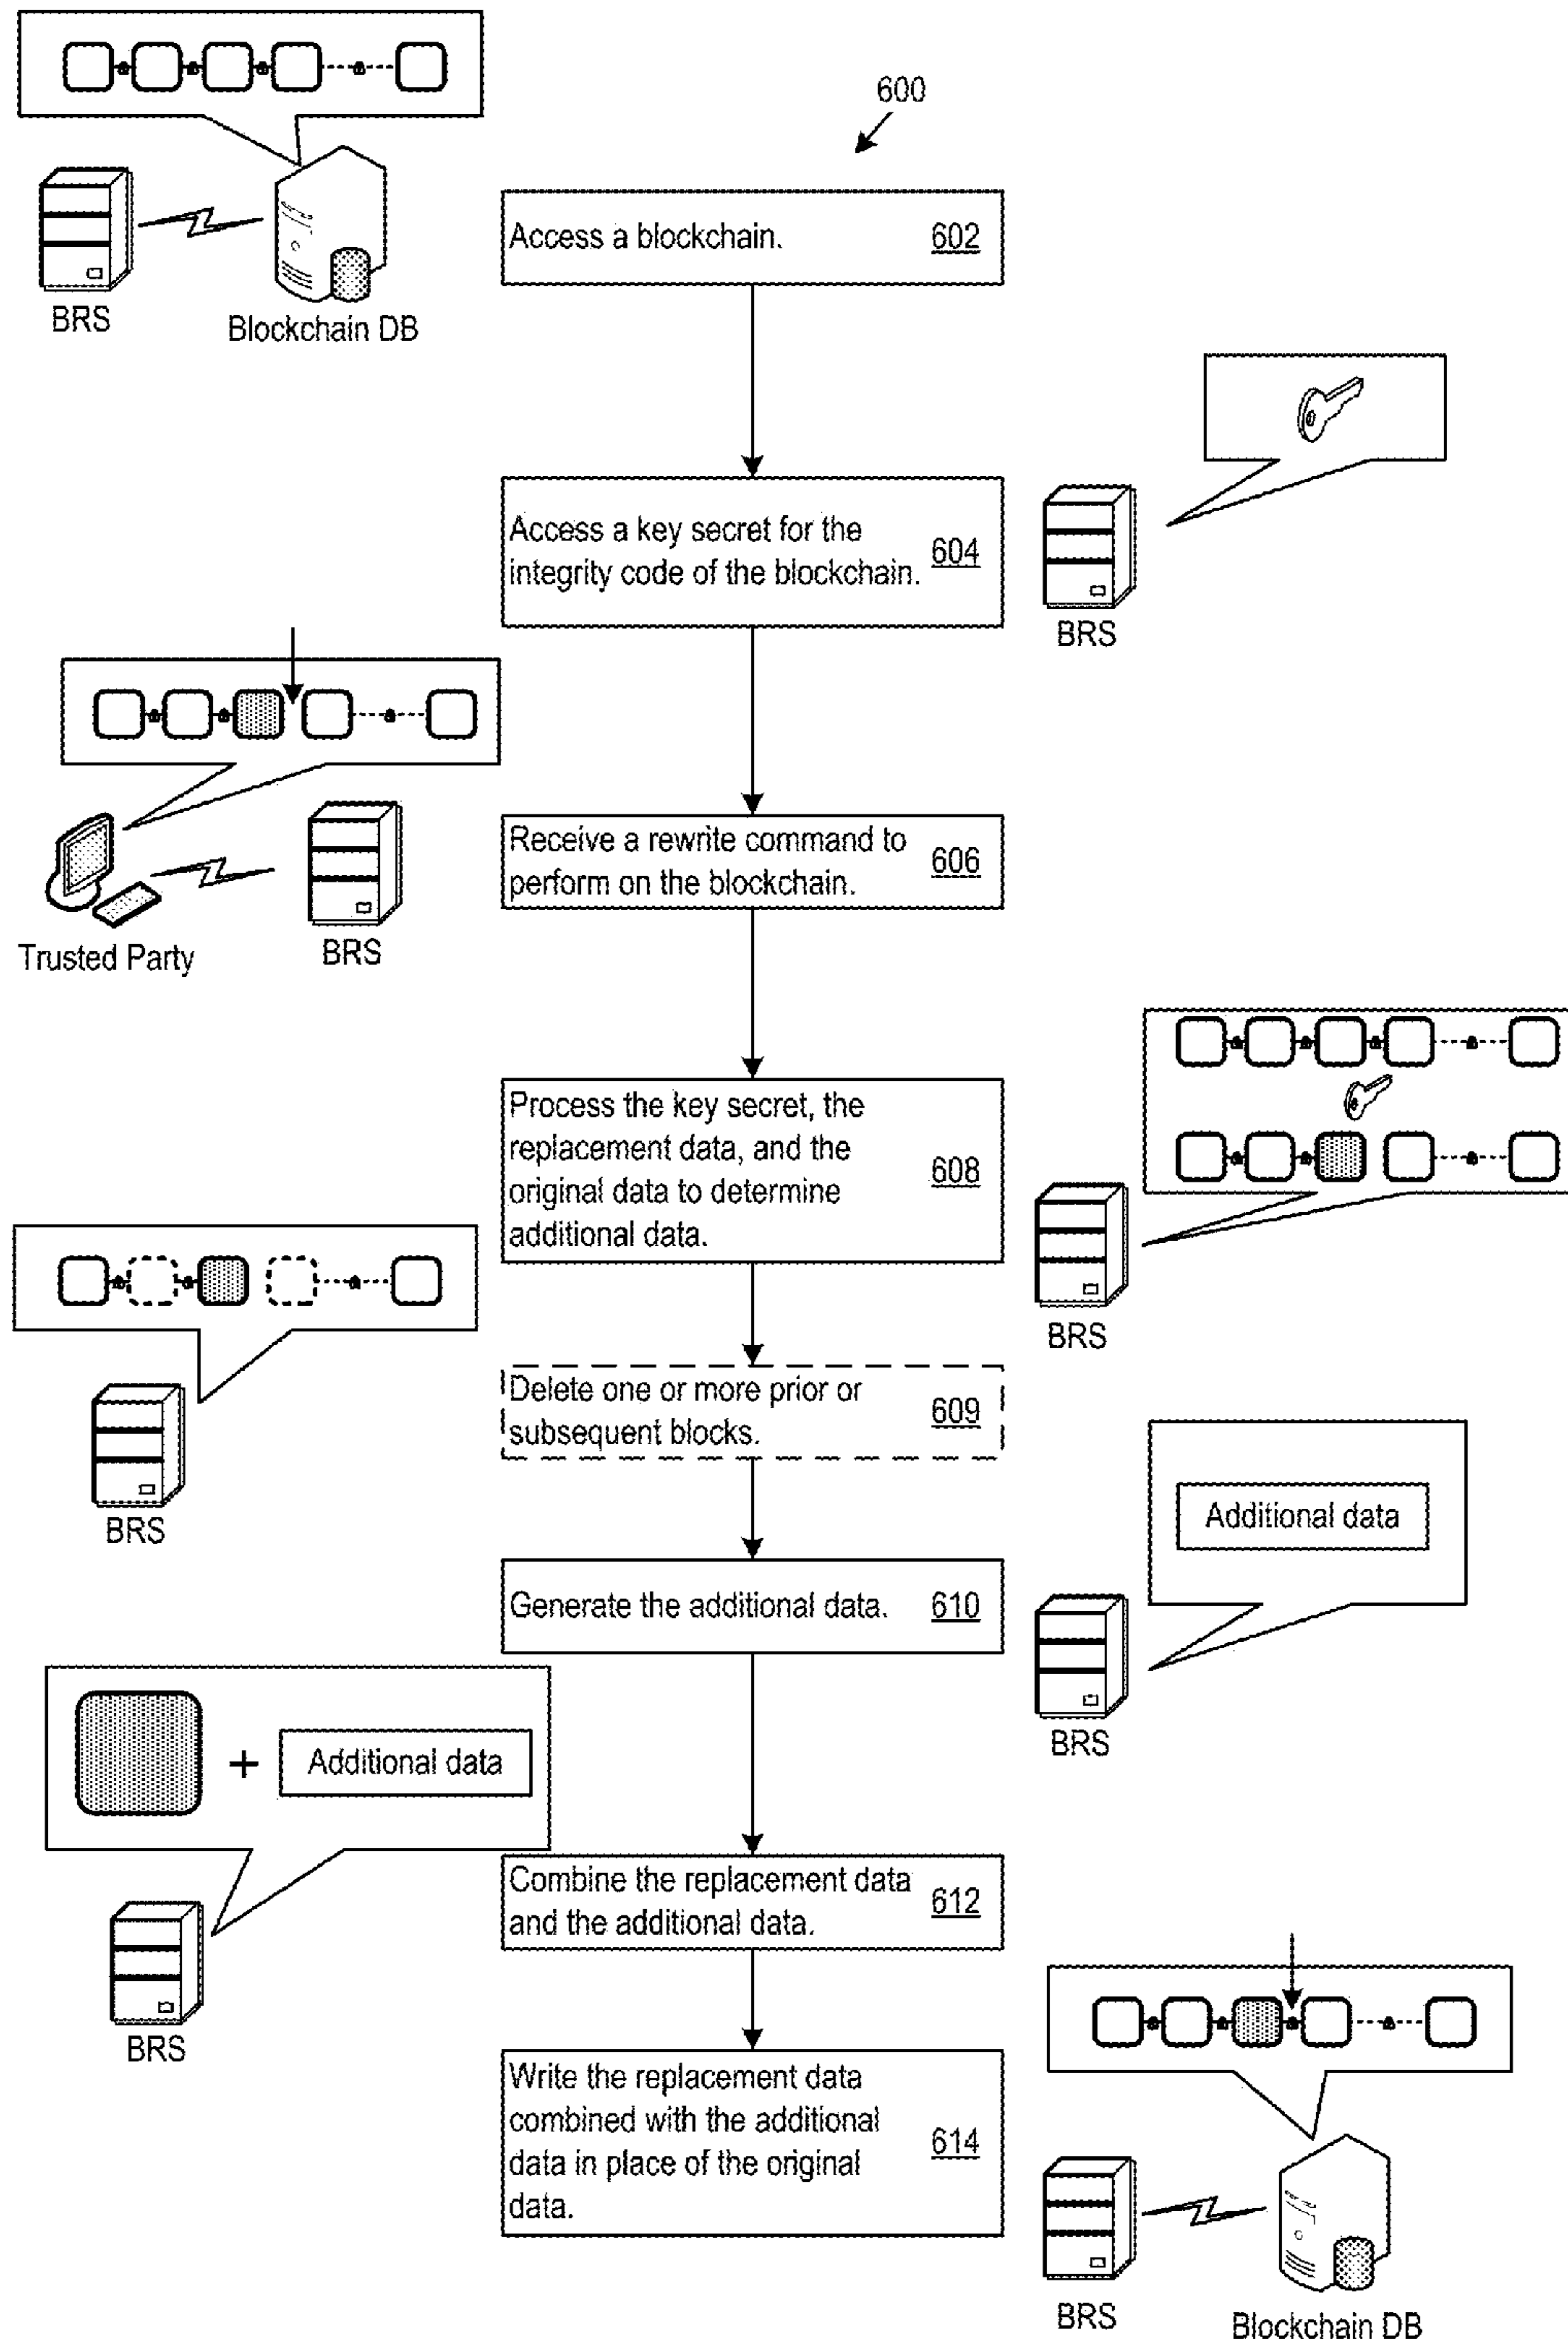 600
Access a blockchain. 602
BRS
Blockchain DB
Access a key secret for the
integrity code of the blockchain.
604
BRS
Receive a rewrite command to
perform on the blockchain.
606
Trusted Party
BRS
Process the key secret, the
replacement data, and the
original data to determine
additional data.
608
BRS
Delete one or more prior or
subsequent blocks.
609
BRS
Additional data
Generate the additional data. 610
BRS
+ Additional data
Combine the replacement data
and the additional data.
612
BRS
Write the replacement data
combined with the additional
data in place of the original
data.
614
BRS
Blockchain DB